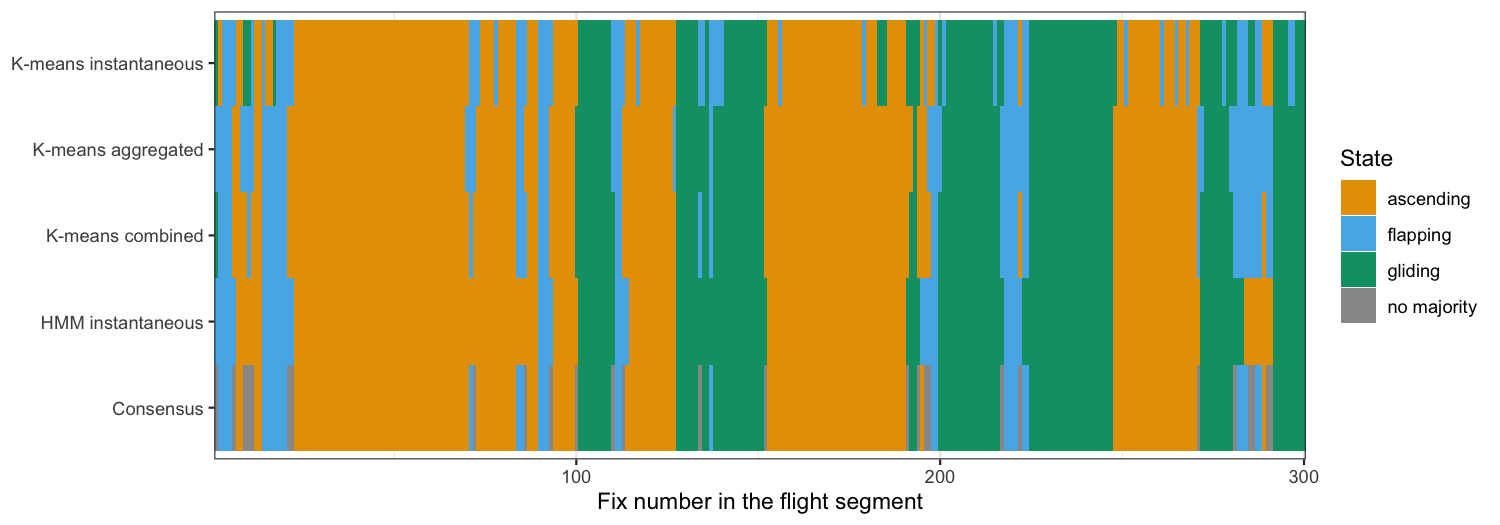 K-means instantaneous
K-means aggregated
K-means combined
HMM instantaneous
Consensus
100
200
300
Fix number in the flight segment
State
ascending
flapping
gliding
no majority